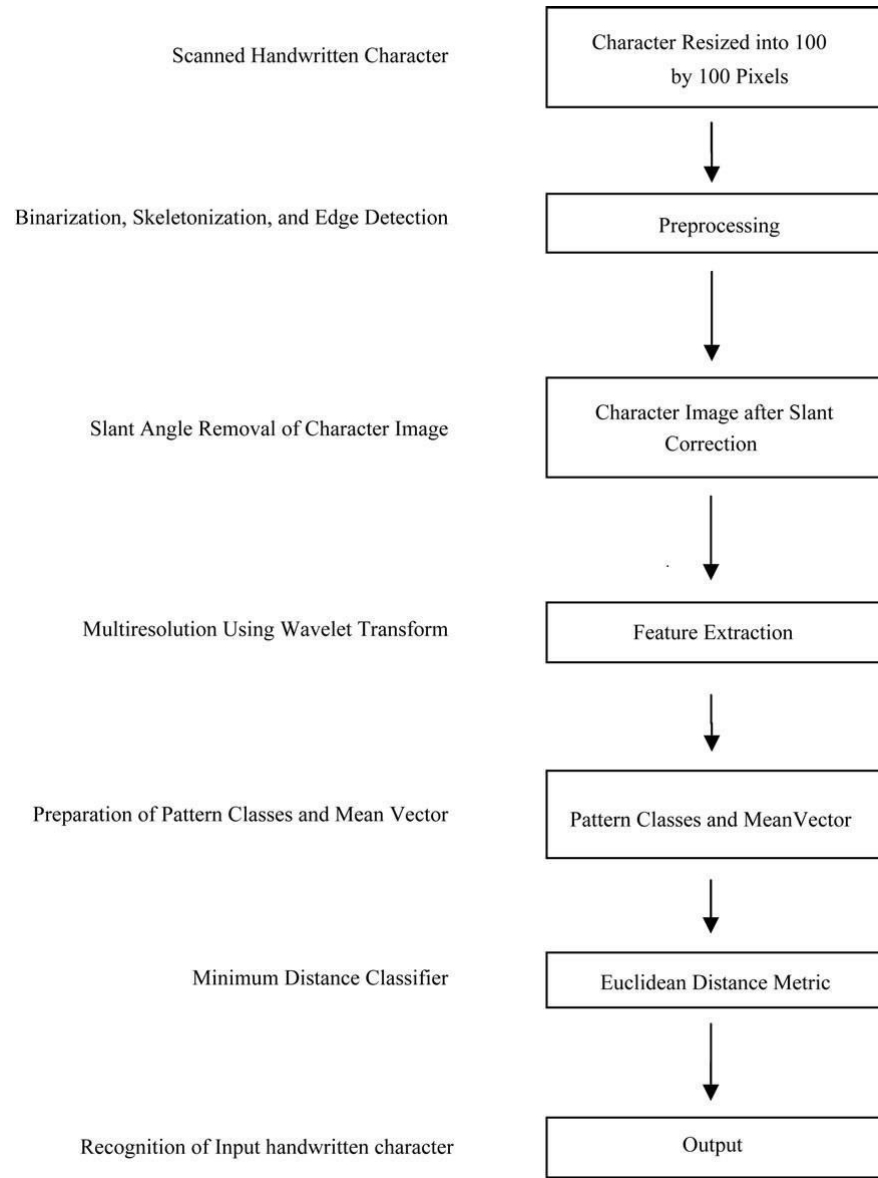 Scanned Handwritten Character
Character Resized into 100
by 100 Pixels
Binarization, Skeletonization, and Edge Detection
Preprocessing
Slant Angle Removal of Character Image
Character Image after Slant
Correction
Multiresolution Using Wavelet Transform
Feature Extraction
Preparation of Pattern Classes and Mean Vector
Pattern Classes and MeanVector
Minimum Distance Classifier
Euclidean Distance Metric
Recognition of Input handwritten character
Output